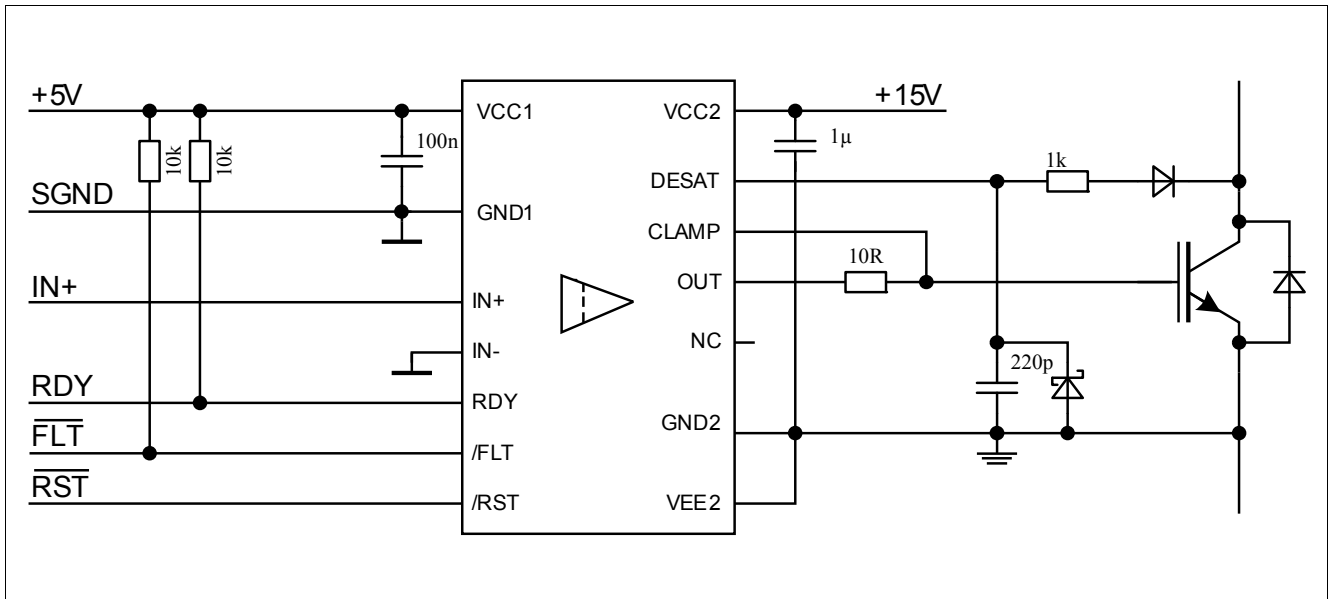 +5V
10k
10k
100n
SGND
IN+
RDY
FLT
RST
VCC1
GND1
IN+
IN-
RDY
/FLT
/RST
VCC2
DESAT
CLAMP
OUT
NC
GND2
VEE2
+15V
1µ
1k
10R
220p